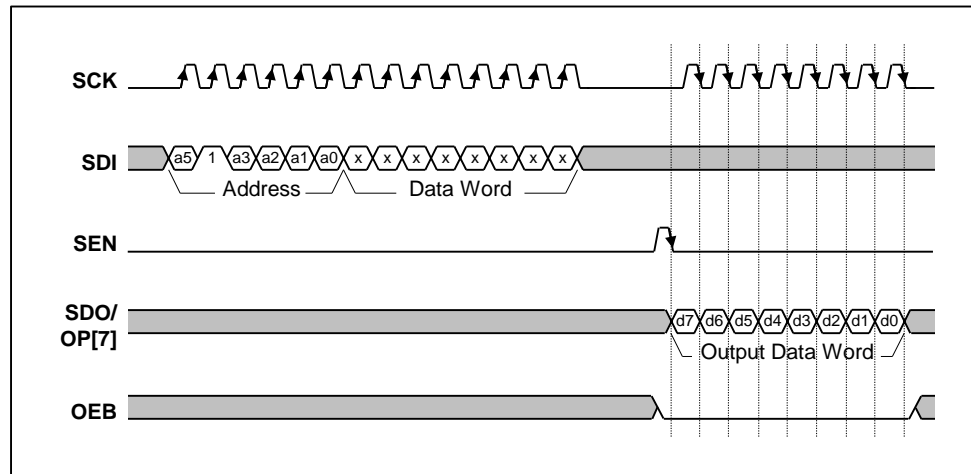 SCK
SDI a5 1 a3 a2 a1 a0 x x x x x x x x
Address Data Word
SEN
SDO/
OP[7] d7 d6 d5 d4 d3 d2 d1 d0
Output Data Word
OEB